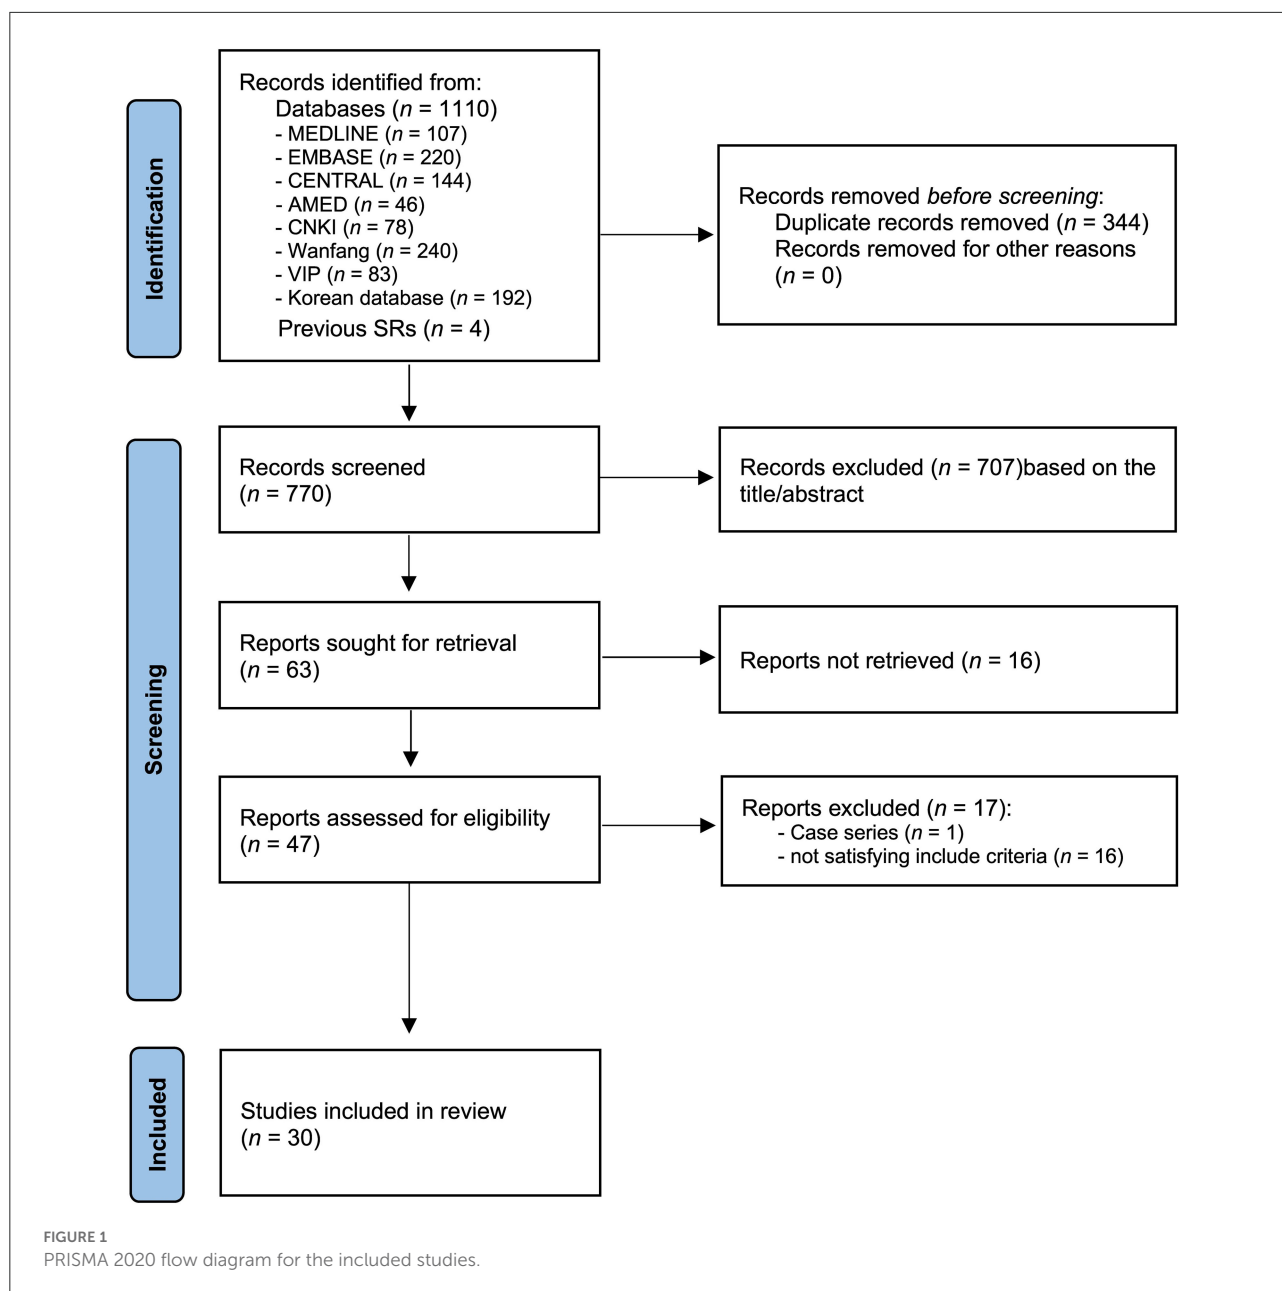 Identification
Records identified from:
Databases (n = 1110)
- MEDLINE (n = 107)
- EMBASE (n = 220)
- CENTRAL (n = 144)
- AMED (n = 46)
- CNKI (n = 78)
- Wanfang (n = 240)
- VIP (n = 83)
- Korean database (n = 192)
Previous SRs (n = 4)
Records removed before screening:
Duplicate records removed (n = 344)
Records removed for other reasons
(n = 0)
Screening
Records screened
(n = 770)
Records excluded (n = 707)based on the
title/abstract
Reports sought for retrieval
(n = 63)
Reports not retrieved (n = 16)
Reports assessed for eligibility
(n = 47)
Reports excluded (n = 17):
- Case series (n = 1)
- not satisfying include criteria (n = 16)
Included
Studies included in review
(n = 30)
FIGURE 1
PRISMA 2020 flow diagram for the included studies.